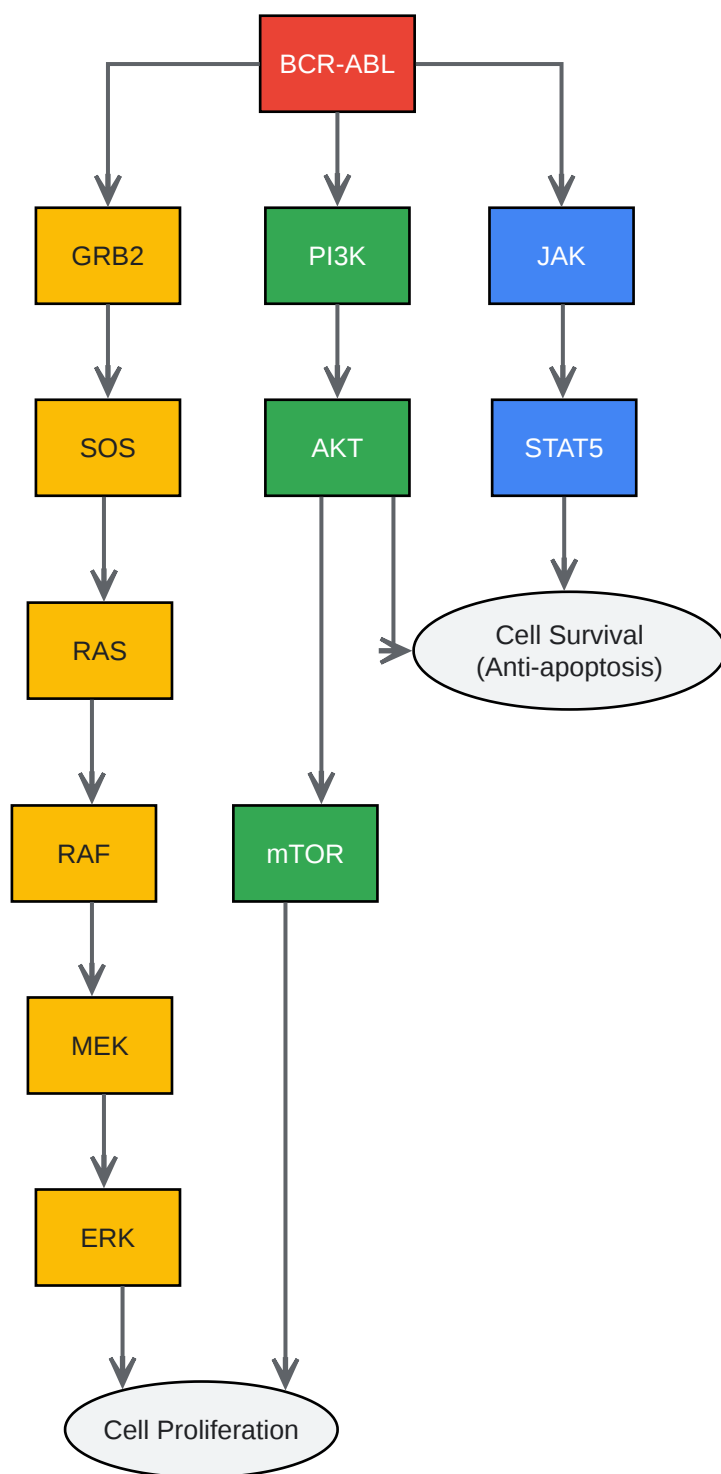 BCR-ABL
GRB2
PI3K
JAK
SOS
AKT
STAT5
RAS
Cell Survival
(Anti-apoptosis)
RAF
mTOR
MEK
ERK
Cell Proliferation